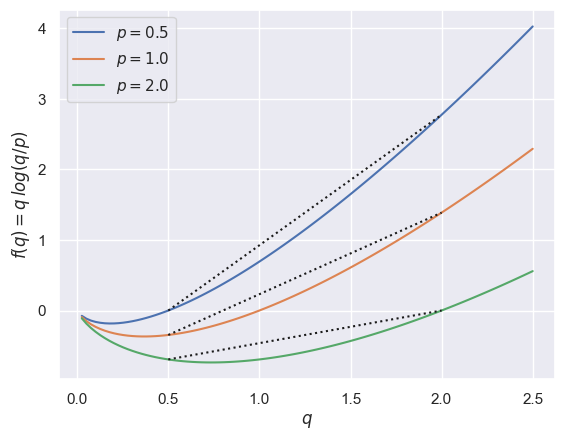 p = 0.5
p = 1.0
p = 2.0
f(q) = q log(q/p)
4
3
2
1
0
0.0 0.5 1.0 1.5 2.0 2.5
q